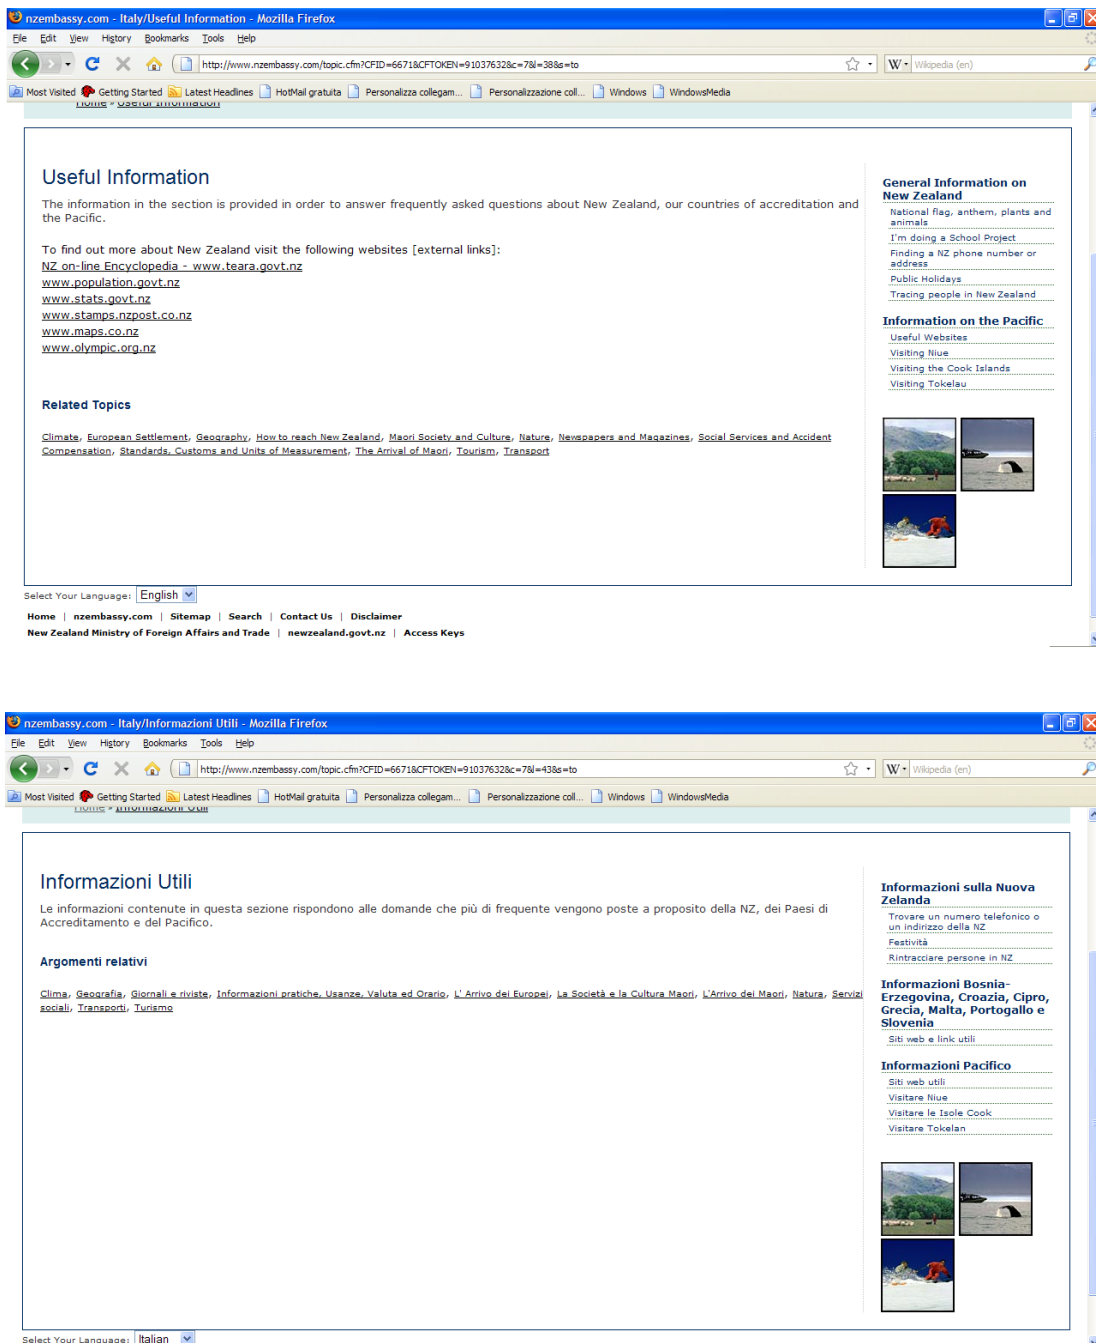 nzembassy.com - Italy/Useful Information - Mozilla Firefox
File Edit View History Bookmarks Tools Help
http://www.nzembassy.com/topic.cfm?CFID=6671&CFTOKEN=91037632&c=7&l=38&s=to
W Wikipedia (en)
Most Visited Getting Started Latest Headlines HotMail gratuita Personalizza collegam... Personalizzazione coll... Windows WindowsMedia
Home » Useful Information
Useful Information
The information in the section is provided in order to answer frequently asked questions about New Zealand, our countries of accreditation and
the Pacific.
To find out more about New Zealand visit the following websites [external links]:
NZ on-line Encyclopedia - www.teara.govt.nz
www.population.govt.nz
www.stats.govt.nz
www.stamps.nzpost.co.nz
www.maps.co.nz
www.olympic.org.nz
Related Topics
Climate, European Settlement, Geography, How to reach New Zealand, Maori Society and Culture, Nature, Newspapers and Magazines, Social Services and Accident
Compensation, Standards, Customs and Units of Measurement, The Arrival of Maori, Tourism, Transport
General Information on
New Zealand
National flag, anthem, plants and
animals
I'm doing a School Project
Finding a NZ phone number or
address
Public Holidays
Tracing people in New Zealand
Information on the Pacific
Useful Websites
Visiting Niue
Visiting the Cook Islands
Visiting Tokelau
Select Your Language: English
Home | nzembassy.com | Sitemap | Search | Contact Us | Disclaimer
New Zealand Ministry of Foreign Affairs and Trade | newzealand.govt.nz | Access Keys
nzembassy.com - Italy/Informazioni Utili - Mozilla Firefox
File Edit View History Bookmarks Tools Help
http://www.nzembassy.com/topic.cfm?CFID=6671&CFTOKEN=91037632&c=7&l=43&s=to
W Wikipedia (en)
Most Visited Getting Started Latest Headlines HotMail gratuita Personalizza collegam... Personalizzazione coll... Windows WindowsMedia
Home » Informazioni Utili
Informazioni Utili
Le informazioni contenute in questa sezione rispondono alle domande che più di frequente vengono poste a proposito della NZ, dei Paesi di
Accreditamento e del Pacifico.
Argomenti relativi
Clima, Geografia, Giornali e riviste, Informazioni pratiche, Usanze, Valuta ed Orario, L' Arrivo dei Europei, La Società e la Cultura Maori, L'Arrivo dei Maori, Natura, Servizi
sociali, Transporti, Turismo
Informazioni sulla Nuova
Zelanda
Trovare un numero telefonico o
un indirizzo della NZ
Festività
Rintracciare persone in NZ
Informazioni Bosnia-
Erzegovina, Croazia, Cipro,
Grecia, Malta, Portogallo e
Slovenia
Siti web e link utili
Informazioni Pacifico
Siti web utili
Visitare Niue
Visitare le Isole Cook
Visitare Tokelan
Select Your Language: Italian